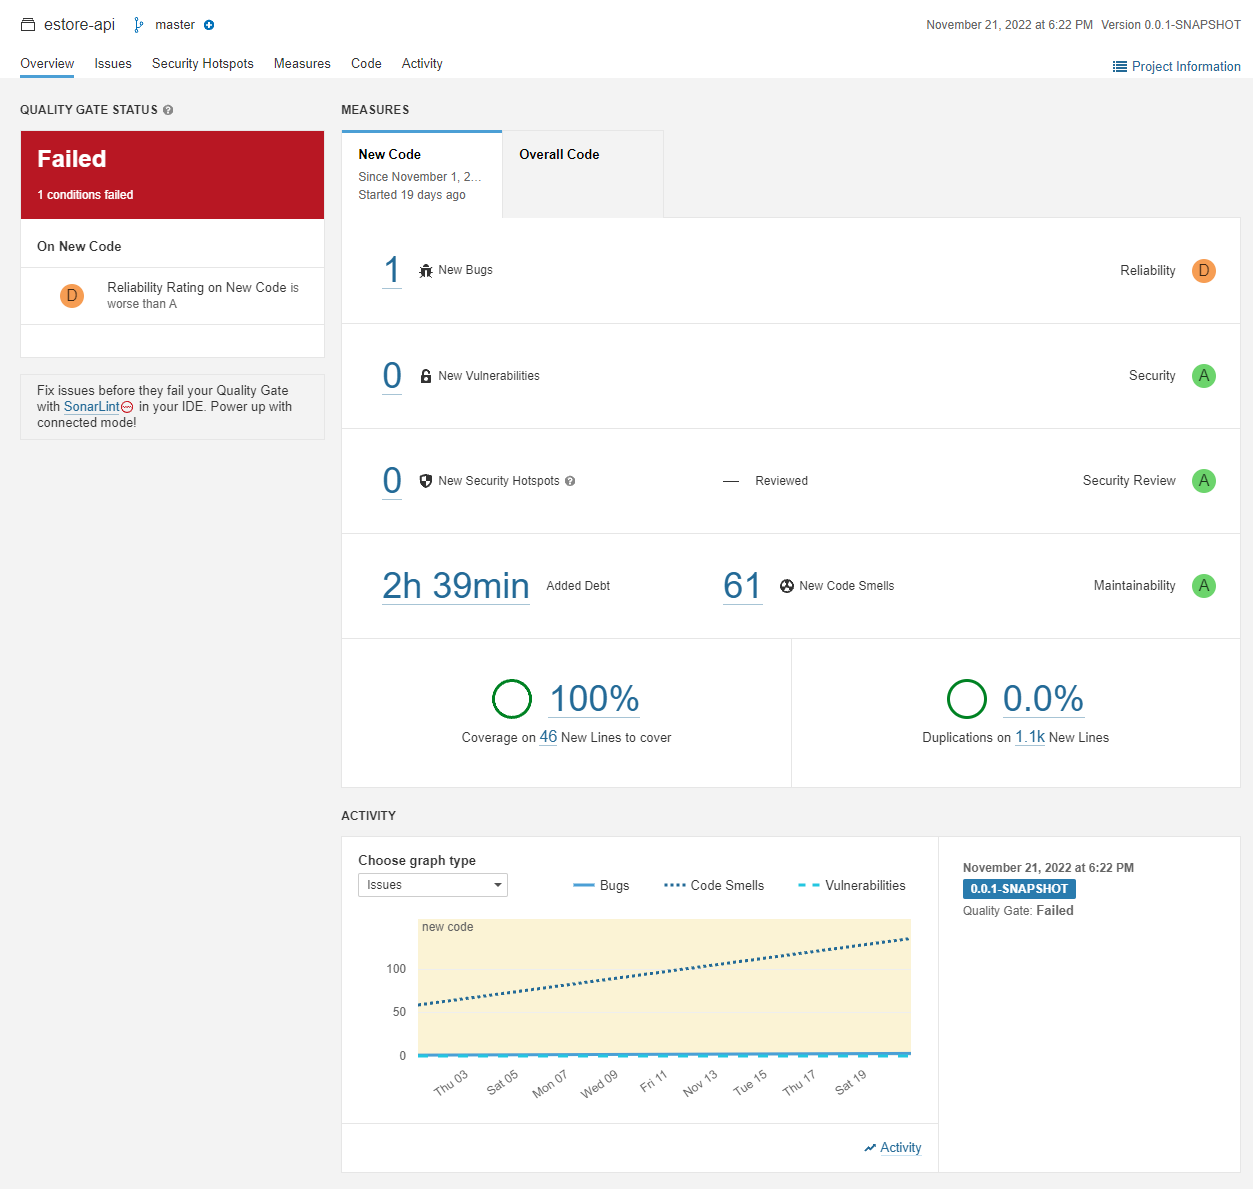 estore-api master
November 21, 2022 at 6:22 PM Version 0.0.1-SNAPSHOT
Overview Issues Security Hotspots Measures Code Activity
Project Information
QUALITY GATE STATUS ?
Failed
1 conditions failed
On New Code
D
Reliability Rating on New Code is
worse than A
Fix issues before they fail your Quality Gate
with SonarLint in your IDE. Power up with
connected mode!
MEASURES
New Code
Since November 1, 2...
Started 19 days ago
Overall Code
1 New Bugs
Reliability D
0 New Vulnerabilities
Security A
0 New Security Hotspots ?
— Reviewed
Security Review A
2h 39min Added Debt
61 New Code Smells
Maintainability A
100%
Coverage on 46 New Lines to cover
0.0%
Duplications on 1.1k New Lines
ACTIVITY
Choose graph type
Issues
Bugs Code Smells Vulnerabilities
new code
100
50
0
Thu 03 Sat 05 Mon 07 Wed 09 Fri 11 Nov 13 Tue 15 Thu 17 Sat 19
Activity
November 21, 2022 at 6:22 PM
0.0.1-SNAPSHOT
Quality Gate: Failed